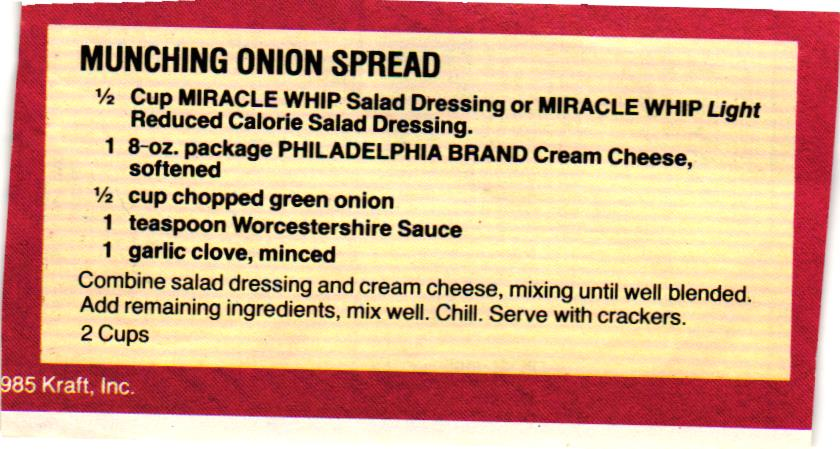 MUNCHING ONION SPREAD
½ Cup MIRACLE WHIP Salad Dressing or MIRACLE WHIP Light
Reduced Calorie Salad Dressing.
1 8-oz. package PHILADELPHIA BRAND Cream Cheese,
softened
½ cup chopped green onion
1 teaspoon Worcestershire Sauce
1 garlic clove, minced
Combine salad dressing and cream cheese, mixing until well blended.
Add remaining ingredients, mix well. Chill. Serve with crackers.
2 Cups
985 Kraft, Inc.